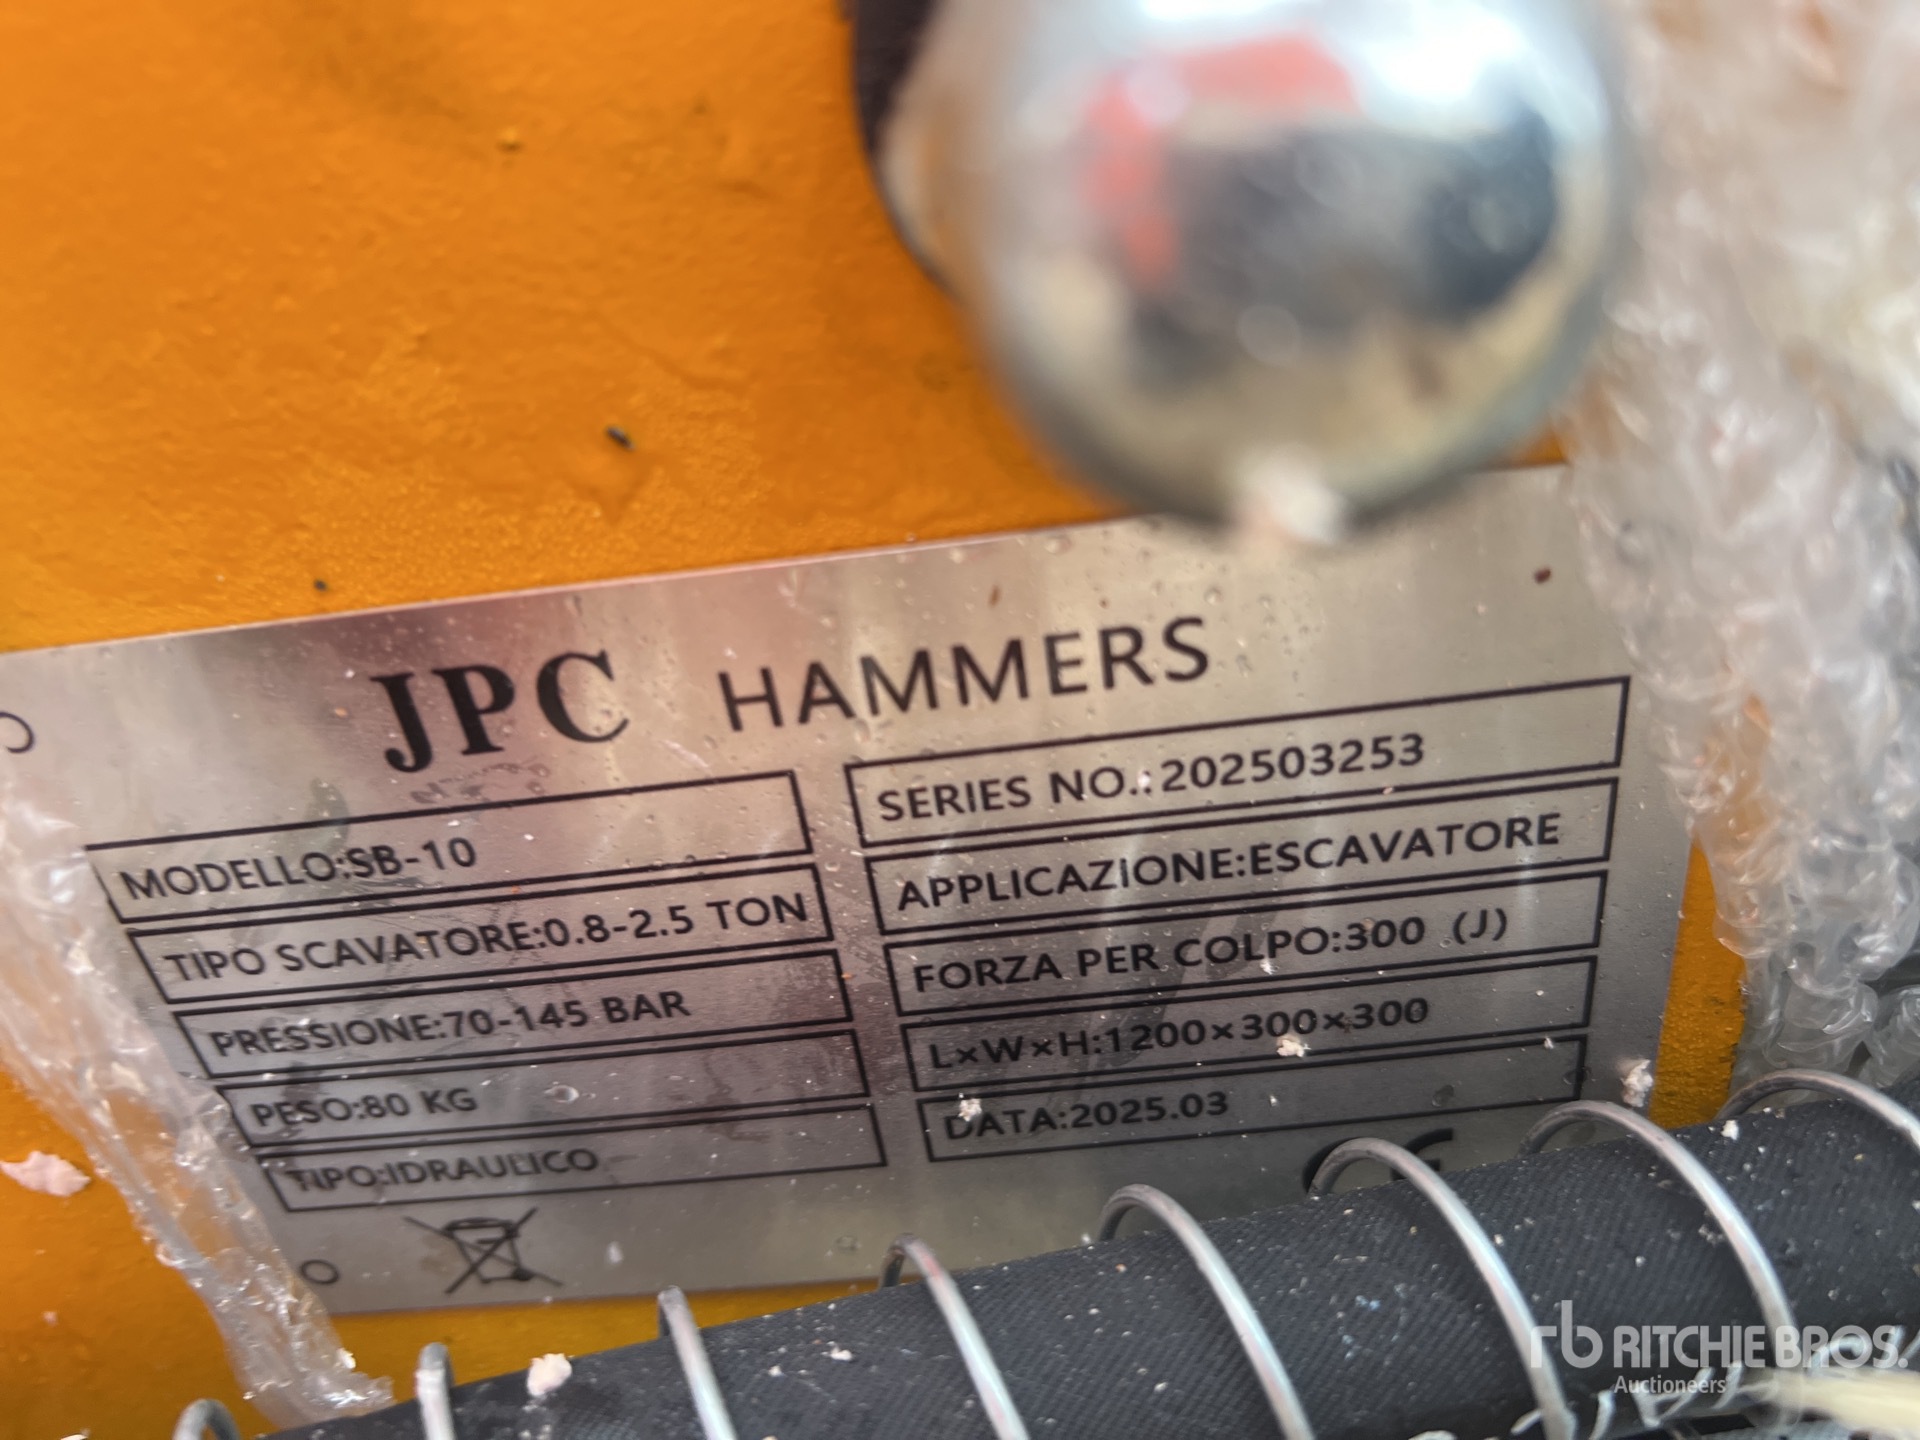 JPC HAMMERS
MODELLO:SB-10
TIPO SCAVATORE:0.8-2.5 TON
PRESSIONE:70-145 BAR
PESO:80 KG
TIPO:IDRAULICO
SERIES NO.:202503253
APPLICAZIONE:ESCAVATORE
FORZA PER COLPO:300 (J)
L×W×H:1200×300×300
DATA:2025.03
rb RITCHIE BROS.
Auctioneers